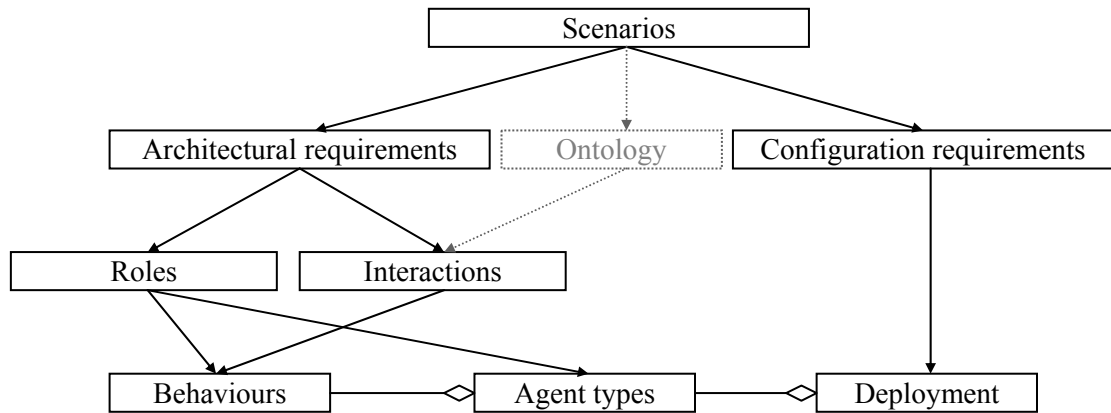 Scenarios
Architectural requirements
Ontology
Configuration requirements
Roles
Interactions
Behaviours
Agent types
Deployment